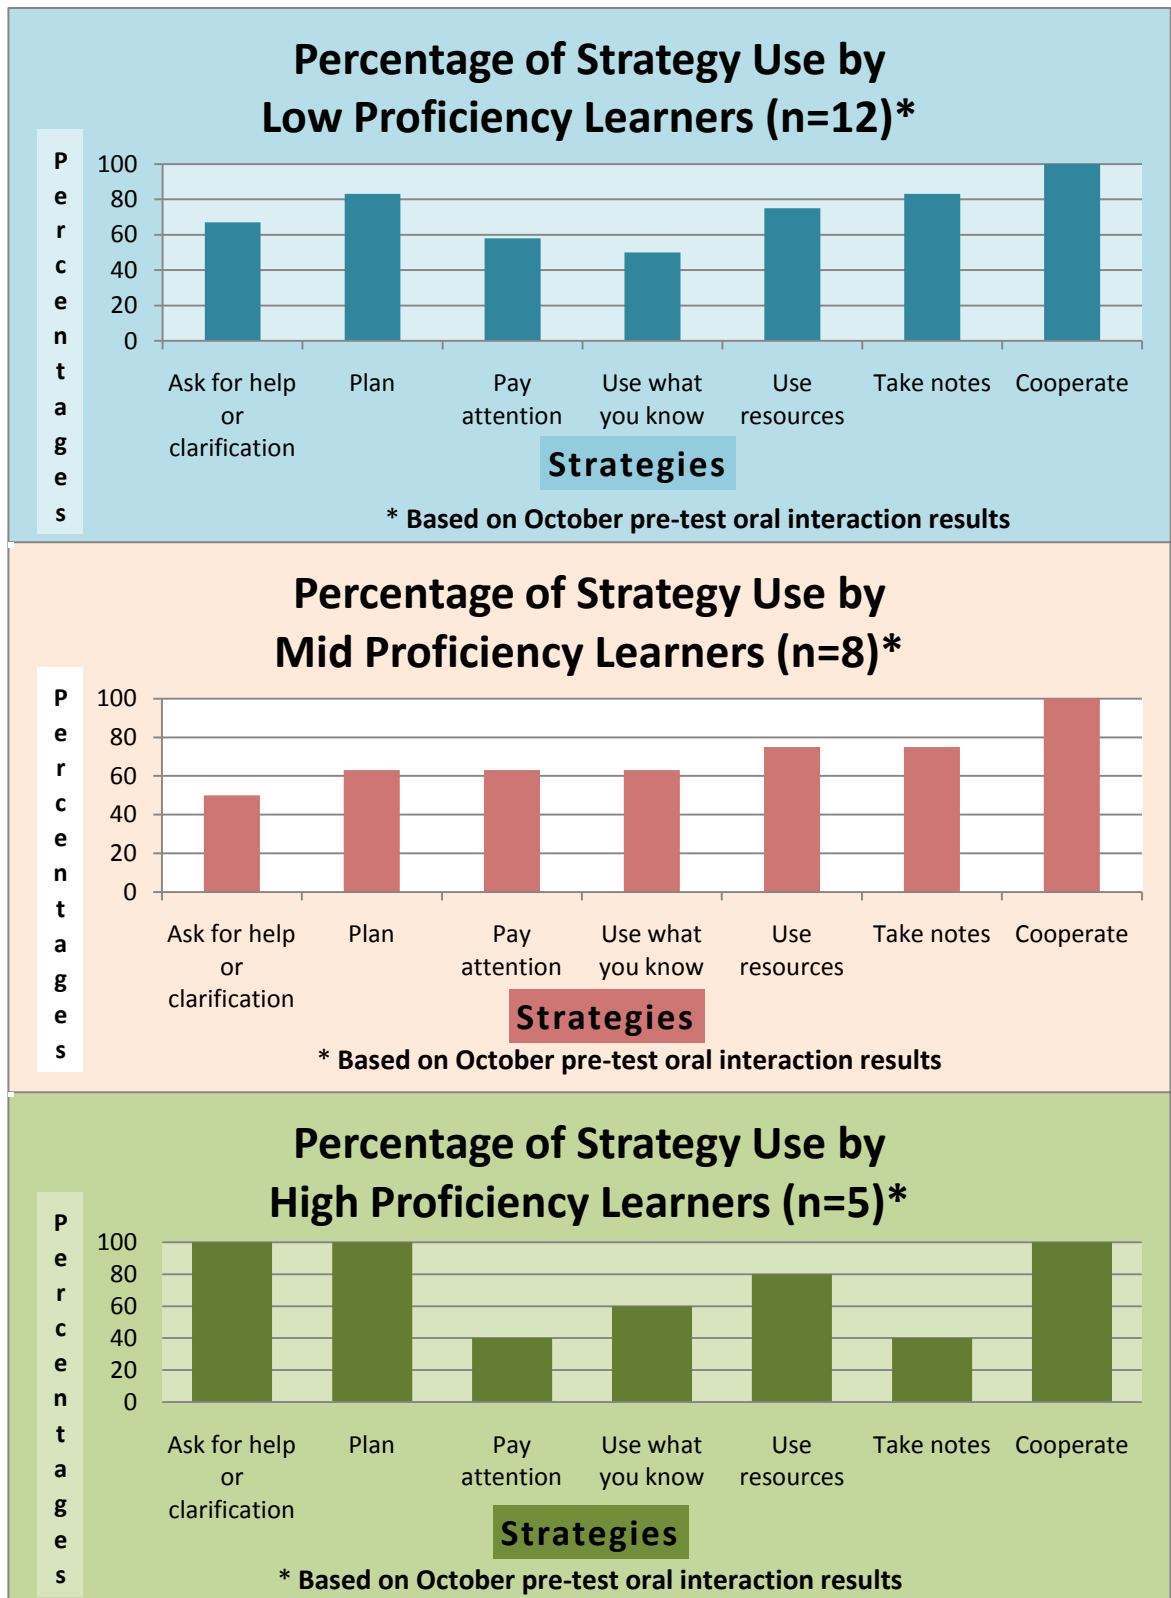 Percentage of Strategy Use by
Low Proficiency Learners (n=12)*
Percentages
100
80
60
40
20
0
Ask for help
or
clarification
Plan
Pay
attention
Use what
you know
Use
resources
Take notes
Cooperate
Strategies
* Based on October pre-test oral interaction results
Percentage of Strategy Use by
Mid Proficiency Learners (n=8)*
Percentages
100
80
60
40
20
0
Ask for help
or
clarification
Plan
Pay
attention
Use what
you know
Use
resources
Take notes
Cooperate
Strategies
* Based on October pre-test oral interaction results
Percentage of Strategy Use by
High Proficiency Learners (n=5)*
Percentages
100
80
60
40
20
0
Ask for help
or
clarification
Plan
Pay
attention
Use what
you know
Use
resources
Take notes
Cooperate
Strategies
* Based on October pre-test oral interaction results